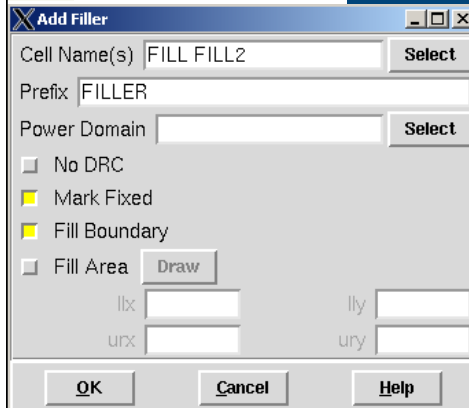 Add Filler
Cell Name(s) FILL FILL2 Select
Prefix FILLER
Power Domain Select
No DRC
Mark Fixed
Fill Boundary
Fill Area Draw
llx lly
urx ury
OK Cancel Help